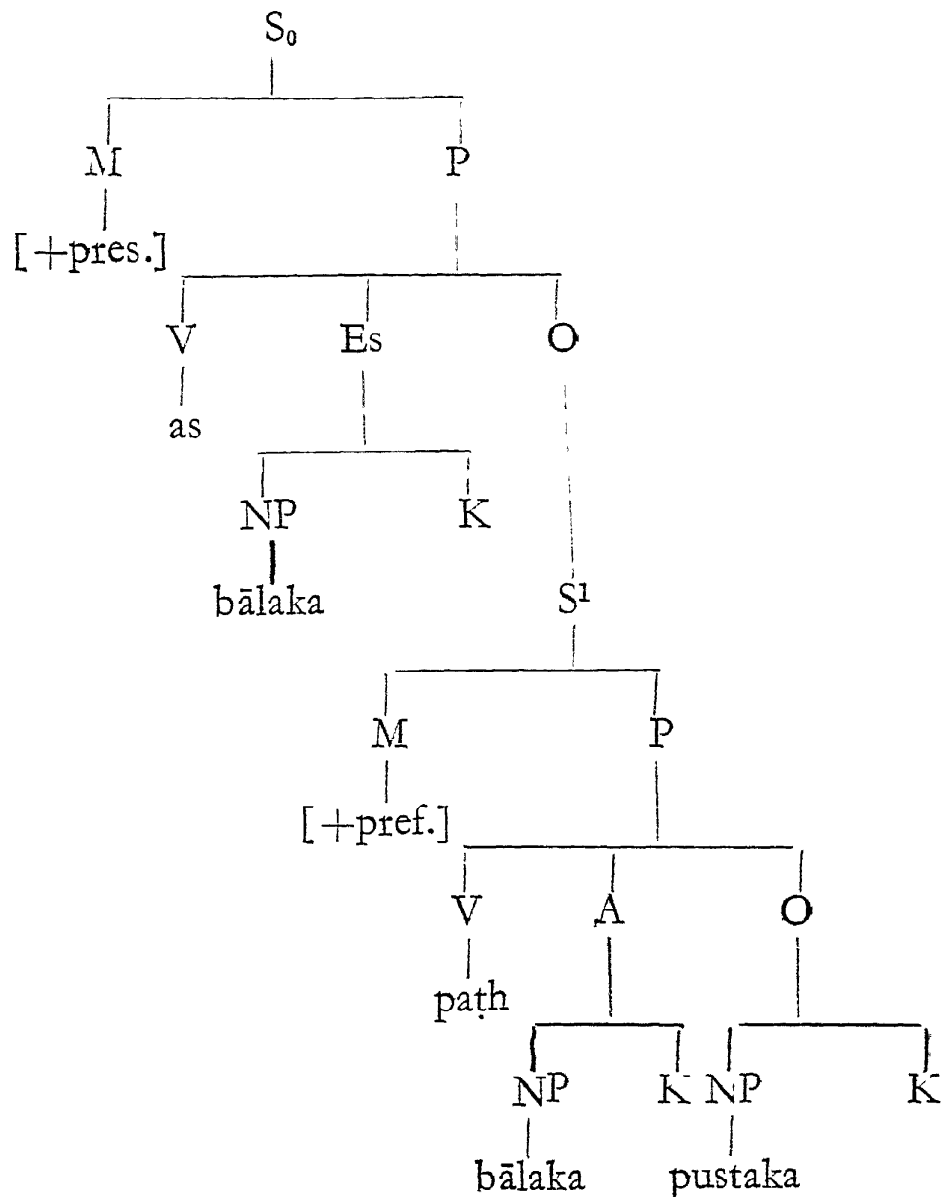 S₀
M P
[+pres.]
V Es O
as
NP K
bālaka
S¹
M P
[+pref.]
V A O
paṭh
NP K NP K
bālaka pustaka